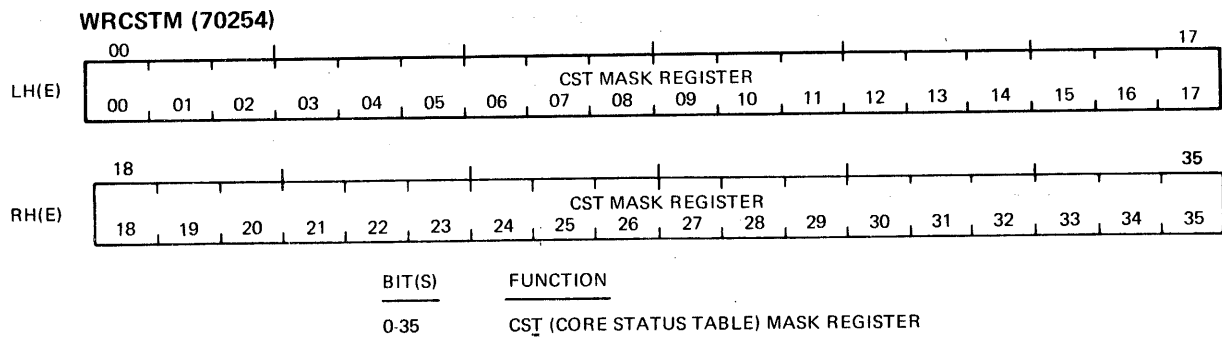 WRCSTM (70254)
00 17
LH(E) CST MASK REGISTER
00 01 02 03 04 05 06 07 08 09 10 11 12 13 14 15 16 17
18 35
RH(E) CST MASK REGISTER
18 19 20 21 22 23 24 25 26 27 28 29 30 31 32 33 34 35
BIT(S) FUNCTION
0-35 CST (CORE STATUS TABLE) MASK REGISTER